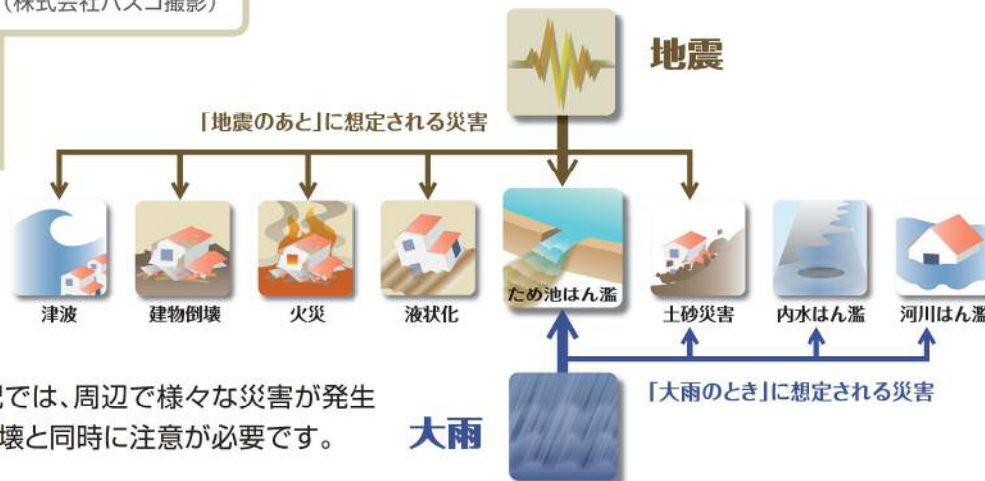 (株式会社パスコ撮影)
地震
「地震のあと」に想定される災害
津波
建物倒壊
火災
液状化
ため池はん濫
土砂災害
内水はん濫
河川はん濫
では、周辺で様々な災害が発生
壊と同時に注意が必要です。
大雨
「大雨のとき」に想定される災害